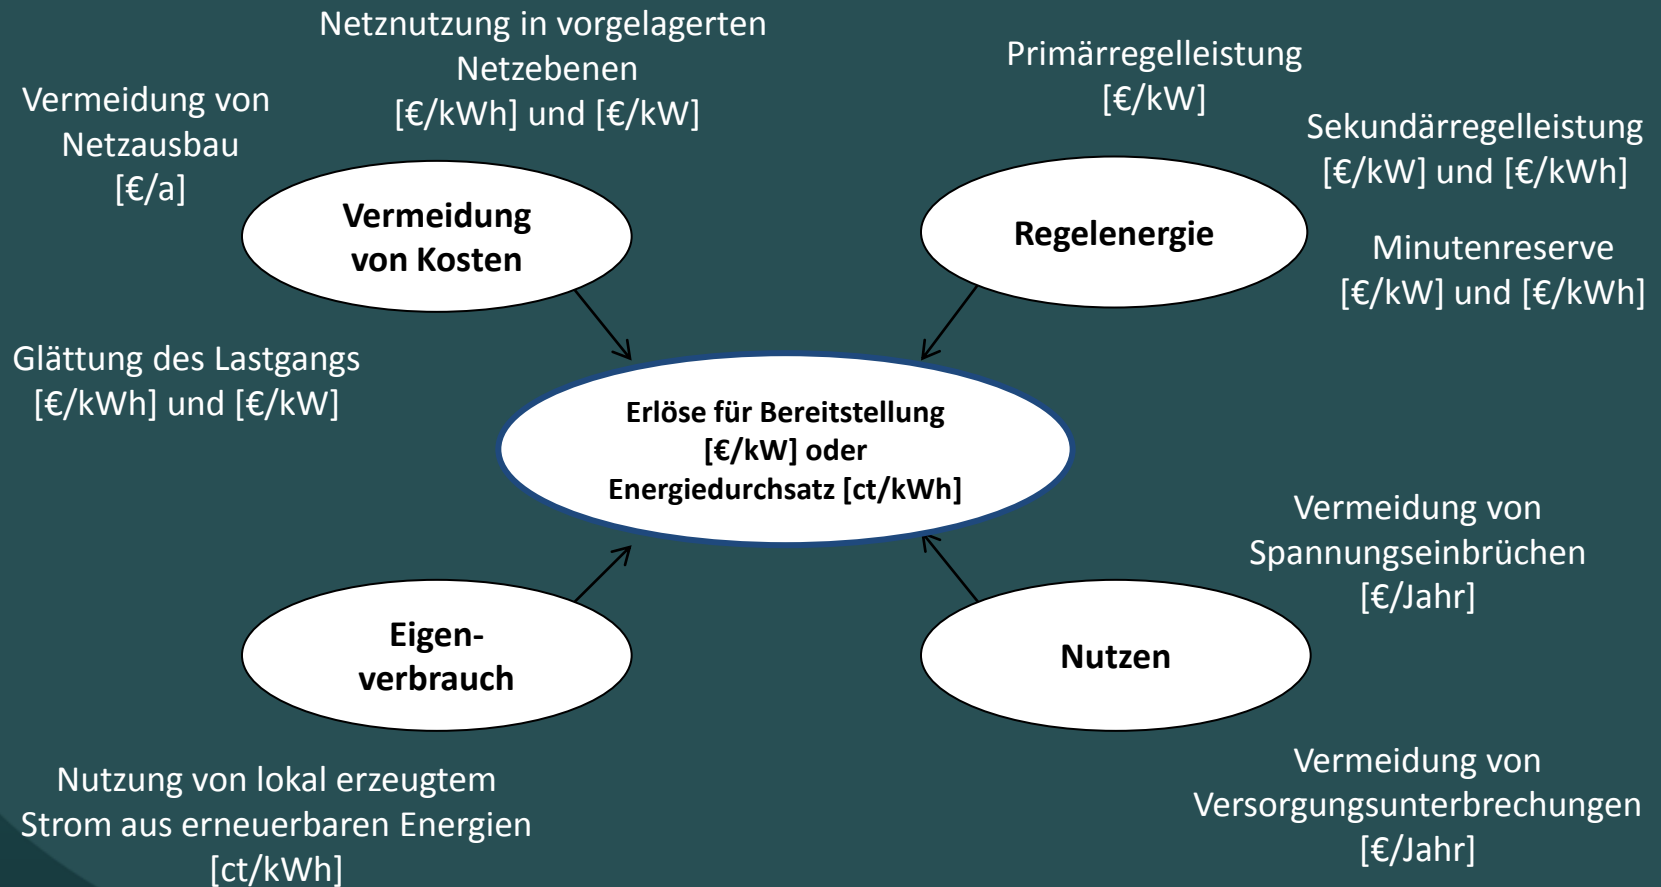 Netznutzung in vorgelagerten
Netzebenen
[€/kWh] und [€/kW]
Vermeidung von
Netzausbau
[€/a]
Vermeidung
von Kosten
Glättung des Lastgangs
[€/kWh] und [€/kW]
Primärregelleistung
[€/kW]
Sekundärregelleistung
[€/kW] und [€/kWh]
Regelenergie
Minutenreserve
[€/kW] und [€/kWh]
Erlöse für Bereitstellung
[€/kW] oder
Energiedurchsatz [ct/kWh]
Eigen-
verbrauch
Nutzung von lokal erzeugtem
Strom aus erneuerbaren Energien
[ct/kWh]
Vermeidung von
Spannungseinbrüchen
[€/Jahr]
Nutzen
Vermeidung von
Versorgungsunterbrechungen
[€/Jahr]